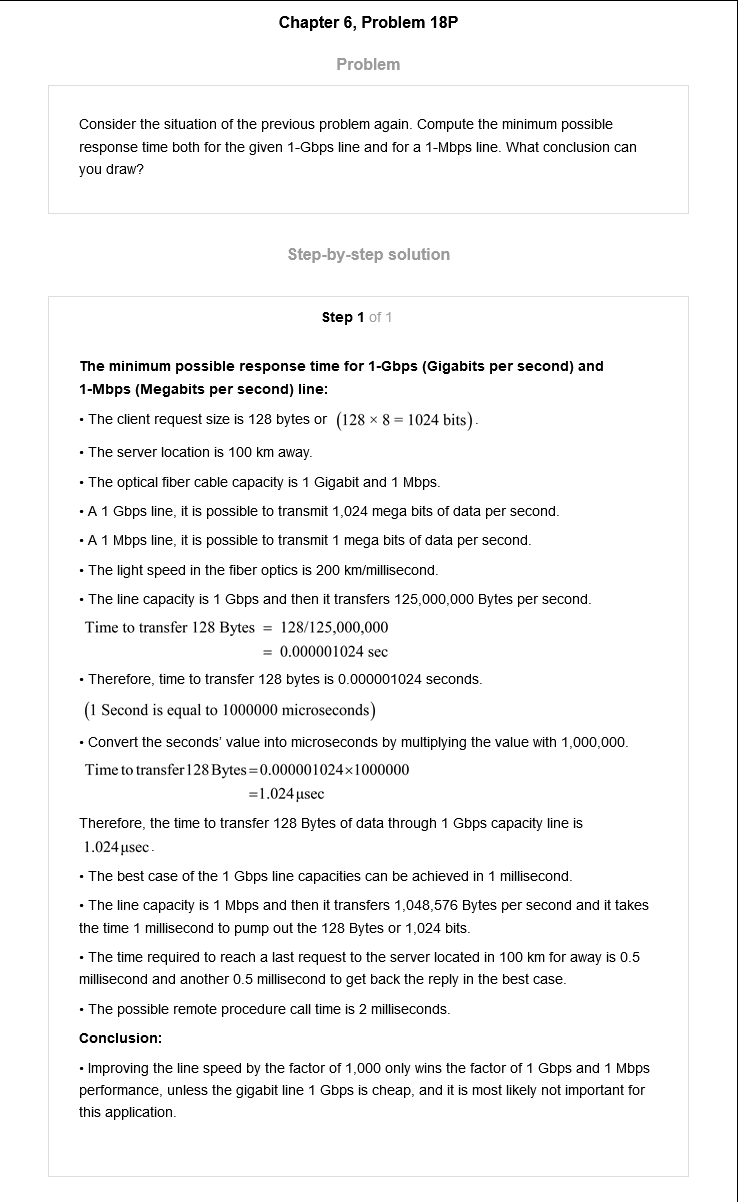 Chapter 6, Problem 18P
Problem
Consider the situation of the previous problem again. Compute the minimum possible
response time both for the given 1-Gbps line and for a 1-Mbps line. What conclusion can
you draw?
Step-by-step solution
Step 1 of 1
The minimum possible response time for 1-Gbps (Gigabits per second) and
1-Mbps (Megabits per second) line:
• The client request size is 128 bytes or (128 × 8 = 1024 bits).
• The server location is 100 km away.
• The optical fiber cable capacity is 1 Gigabit and 1 Mbps.
• A 1 Gbps line, it is possible to transmit 1,024 mega bits of data per second.
• A 1 Mbps line, it is possible to transmit 1 mega bits of data per second.
• The light speed in the fiber optics is 200 km/millisecond.
• The line capacity is 1 Gbps and then it transfers 125,000,000 Bytes per second.
Time to transfer 128 Bytes = 128/125,000,000
= 0.000001024 sec
• Therefore, time to transfer 128 bytes is 0.000001024 seconds.
(1 Second is equal to 1000000 microseconds)
• Convert the seconds' value into microseconds by multiplying the value with 1,000,000.
Time to transfer 128 Bytes = 0.000001024×1000000
=1.024 μsec
Therefore, the time to transfer 128 Bytes of data through 1 Gbps capacity line is
1.024 μsec.
• The best case of the 1 Gbps line capacities can be achieved in 1 millisecond.
• The line capacity is 1 Mbps and then it transfers 1,048,576 Bytes per second and it takes
the time 1 millisecond to pump out the 128 Bytes or 1,024 bits.
• The time required to reach a last request to the server located in 100 km for away is 0.5
millisecond and another 0.5 millisecond to get back the reply in the best case.
• The possible remote procedure call time is 2 milliseconds.
Conclusion:
• Improving the line speed by the factor of 1,000 only wins the factor of 1 Gbps and 1 Mbps
performance, unless the gigabit line 1 Gbps is cheap, and it is most likely not important for
this application.